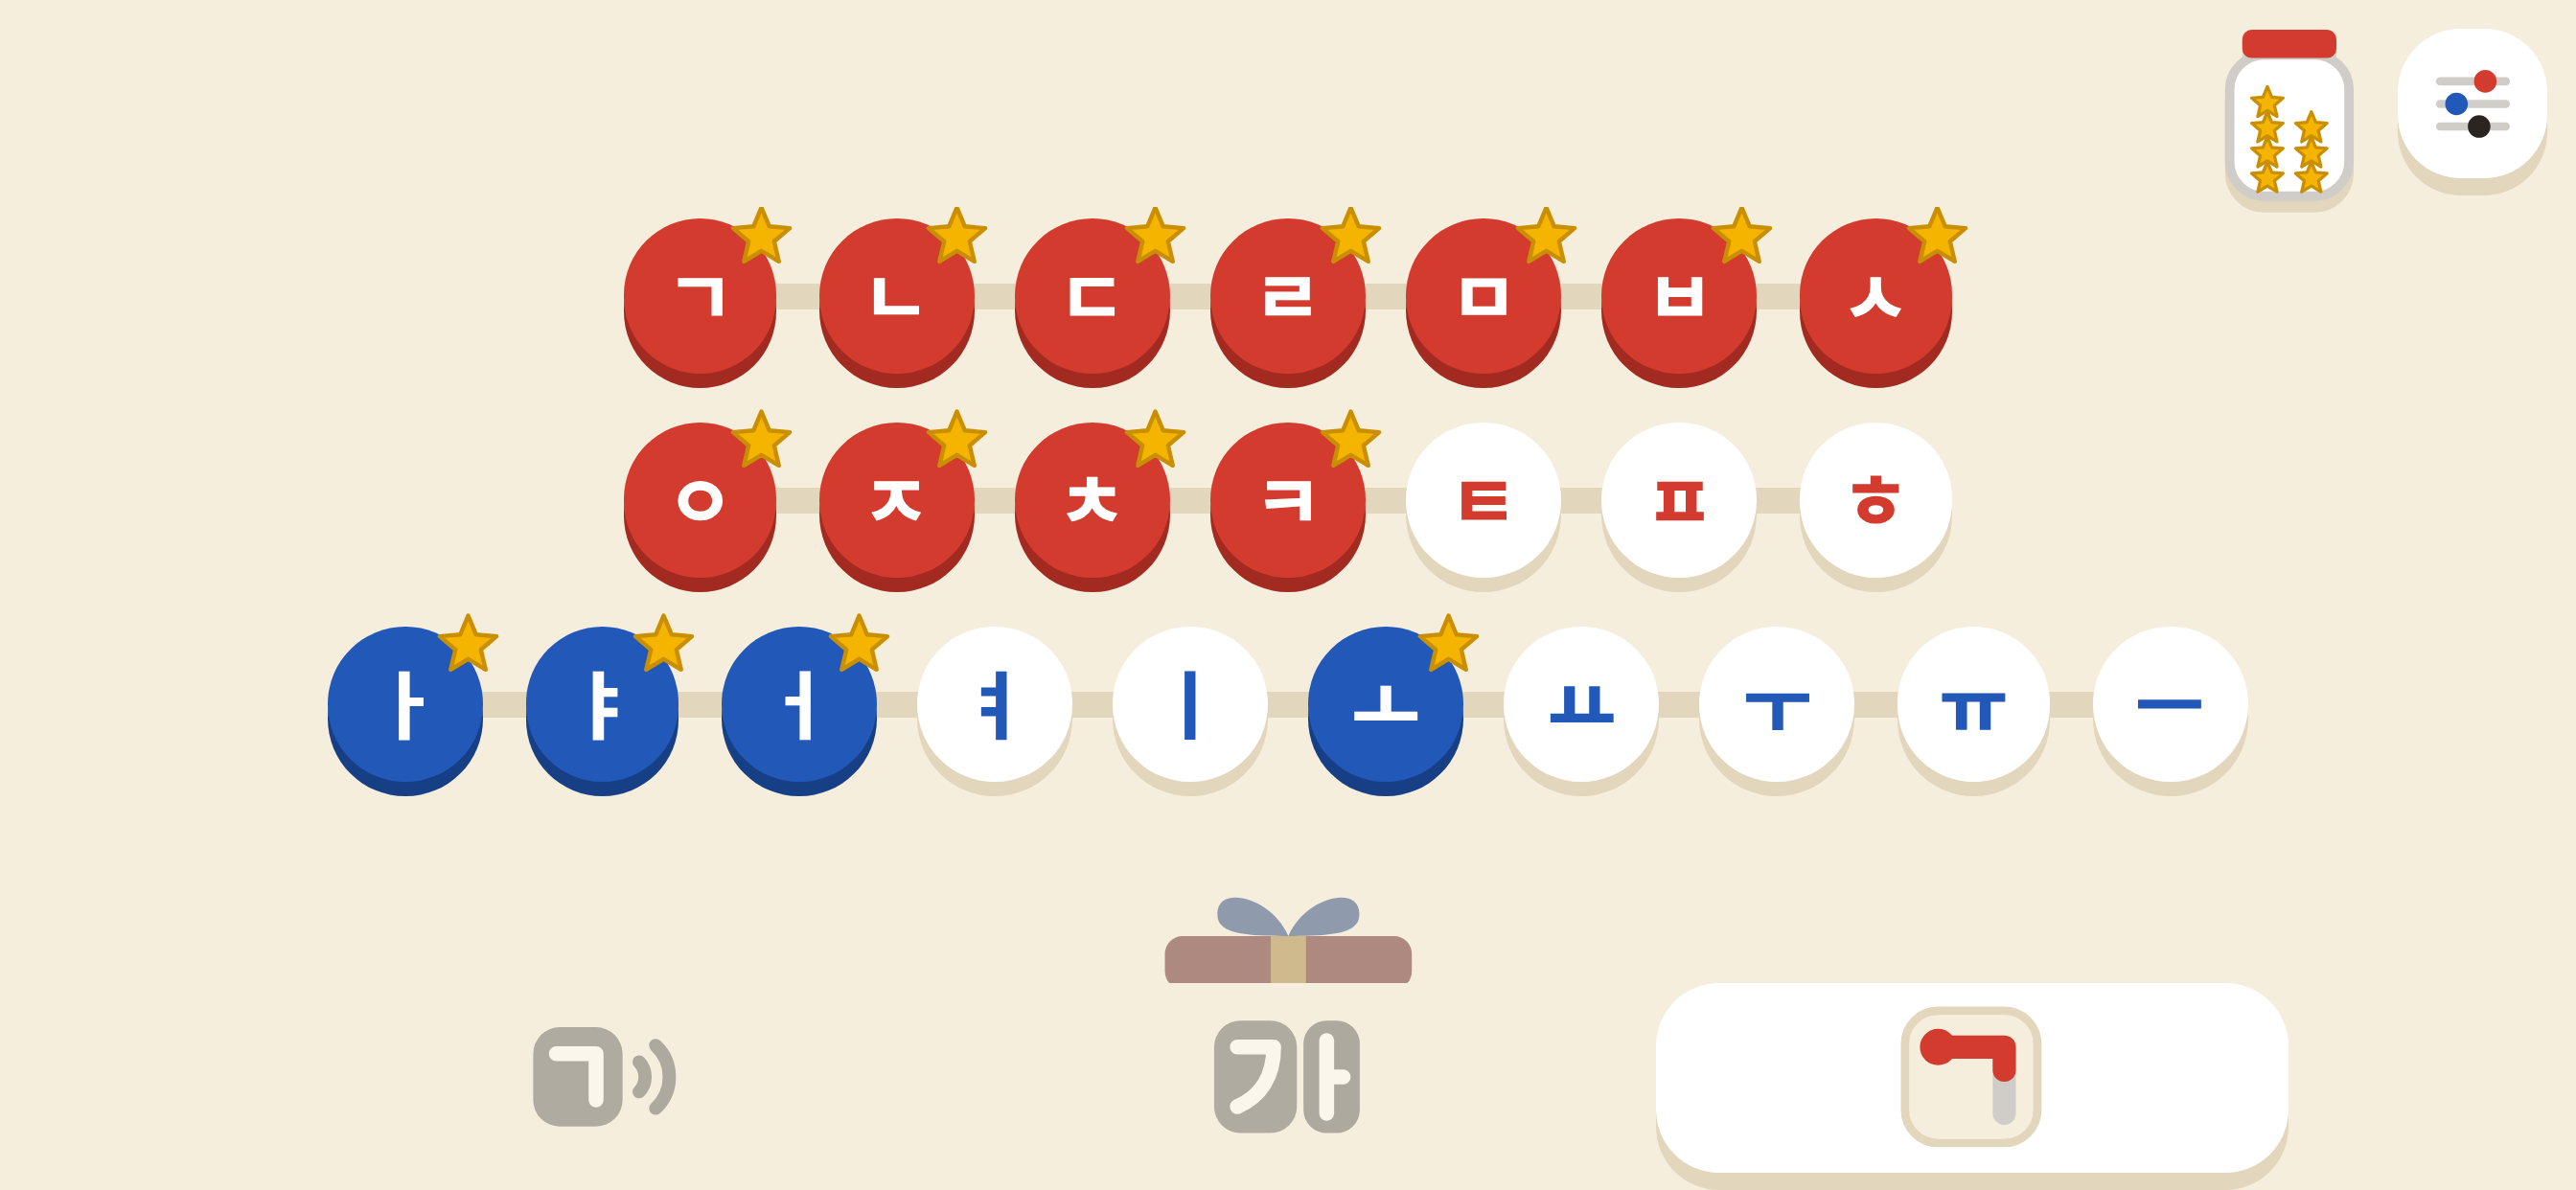 ㄱ ㄴ ㄷ ㄹ ㅁ ㅂ ㅅ
ㅇ ㅈ ㅊ ㅋ ㅌ ㅍ ㅎ
ㅏ ㅑ ㅓ ㅕ ㅣ ㅗ ㅛ ㅜ ㅠ ㅡ
ㄱ 가 ㄱ